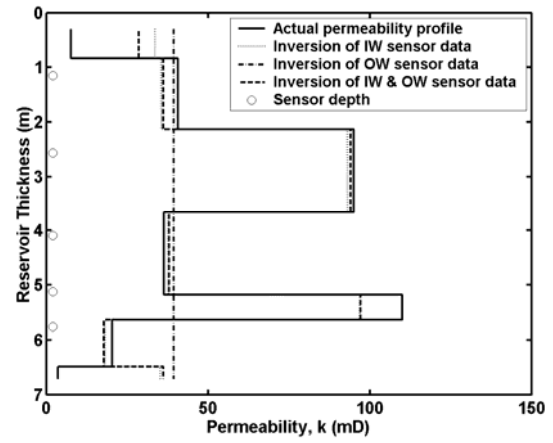 0
1
2
3
4
5
6
7
Reservoir Thickness (m)
Actual permeability profile
Inversion of IW sensor data
Inversion of OW sensor data
Inversion of IW & OW sensor data
Sensor depth
0
50
100
150
Permeability, k (mD)